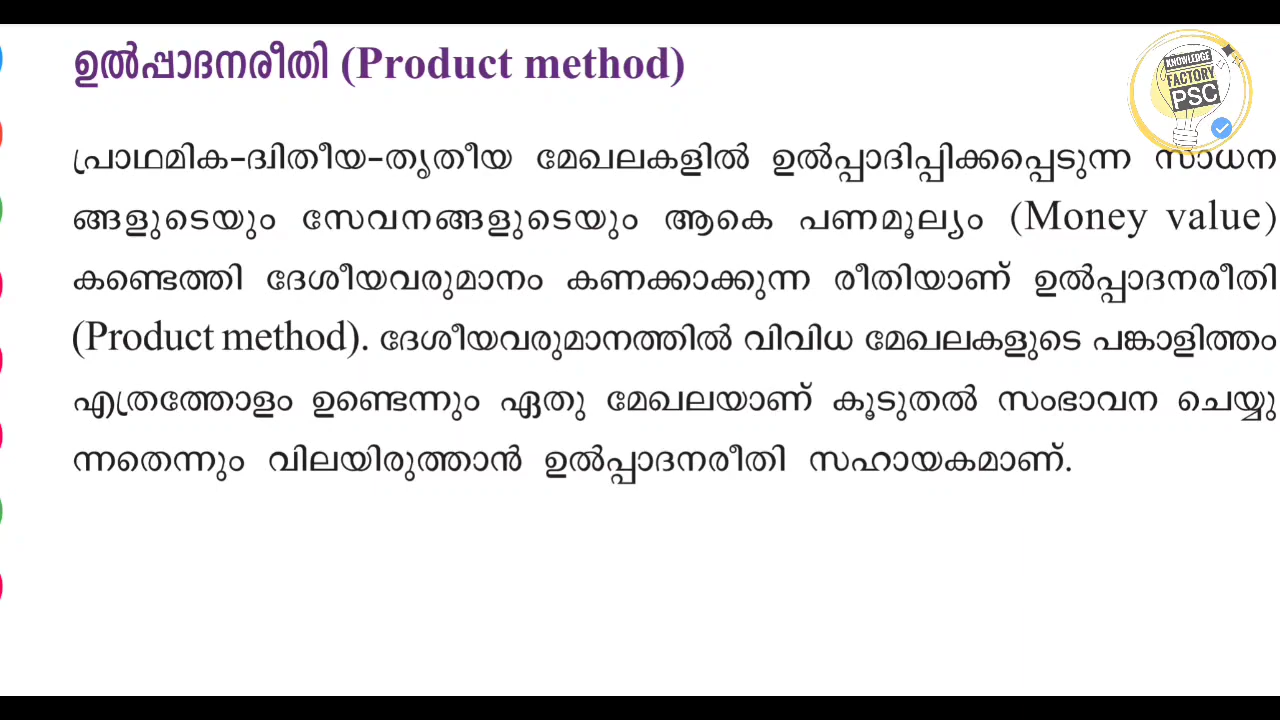 ഉൽപ്പാദനരീതി (Product method)
KNOWLEDGE
FACTORY
PSC
പ്രാഥമിക-ദ്വിതീയ-തൃതീയ മേഖലകളിൽ ഉൽപ്പാദിപ്പിക്കപ്പെടുന്ന സാധന
ങ്ങളുടെയും സേവനങ്ങളുടെയും ആകെ പണമൂല്യം (Money value)
കണ്ടെത്തി ദേശീയവരുമാനം കണക്കാക്കുന്ന രീതിയാണ് ഉൽപ്പാദനരീതി
(Product method). ദേശീയവരുമാനത്തിൽ വിവിധ മേഖലകളുടെ പങ്കാളിത്തം
എത്രത്തോളം ഉണ്ടെന്നും ഏതു മേഖലയാണ് കൂടുതൽ സംഭാവന ചെയ്യു
ന്നതെന്നും വിലയിരുത്താൻ ഉൽപ്പാദനരീതി സഹായകമാണ്.